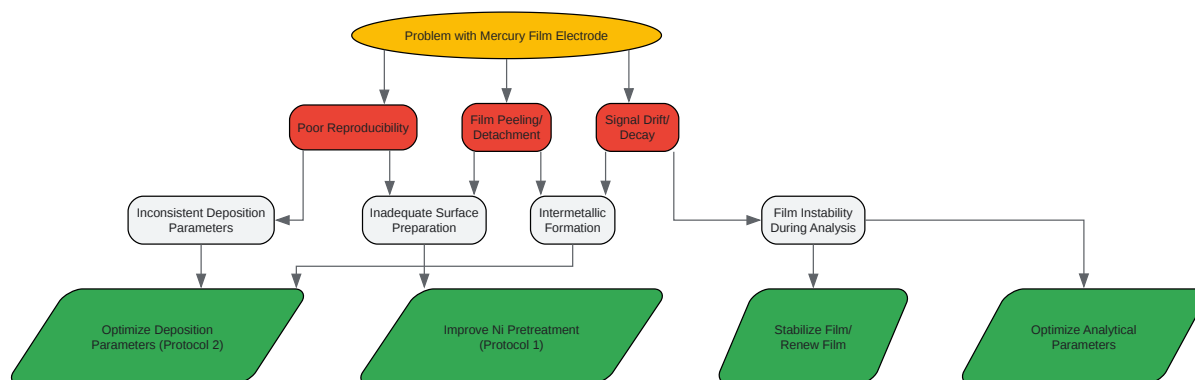 Problem with Mercury Film Electrode
Poor Reproducibility
Film Peeling/
Detachment
Signal Drift/
Decay
Inconsistent Deposition
Parameters
Inadequate Surface
Preparation
Intermetallic
Formation
Film Instability
During Analysis
Optimize Deposition
Parameters (Protocol 2)
Improve Ni Pretreatment
(Protocol 1)
Stabilize Film/
Renew Film
Optimize Analytical
Parameters